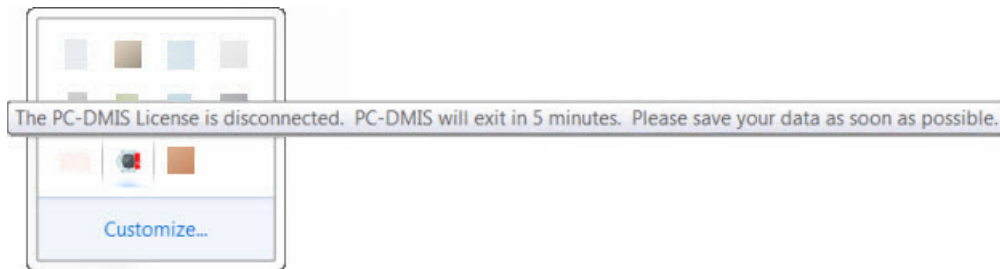 The PC-DMIS License is disconnected. PC-DMIS will exit in 5 minutes. Please save your data as soon as possible.
Customize...